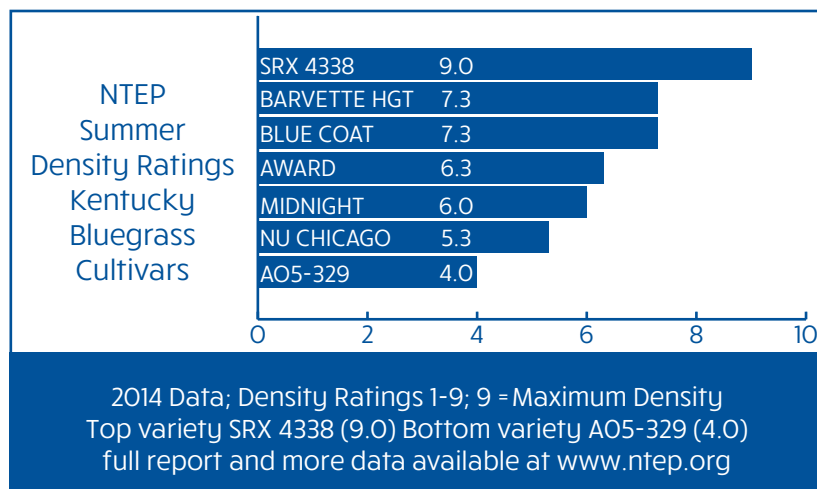 NTEP
Summer
Density Ratings
Kentucky
Bluegrass
Cultivars
SRX 4338 9.0
BARVETTE HGT 7.3
BLUE COAT 7.3
AWARD 6.3
MIDNIGHT 6.0
NU CHICAGO 5.3
AO5-329 4.0
0 2 4 6 8 10
2014 Data; Density Ratings 1-9; 9 = Maximum Density
Top variety SRX 4338 (9.0) Bottom variety AO5-329 (4.0)
full report and more data available at www.ntep.org